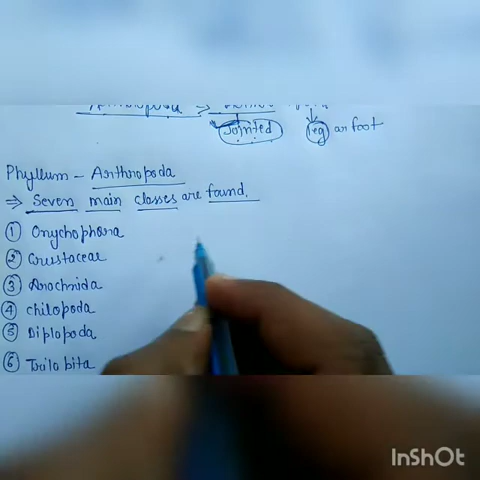 Jointed leg or foot
Phyllum - Arthropoda
⇒ Seven main classes are found.
① Onychophora
② Crustaceae
③ Arachnida
④ chilopoda
⑤ Diplopoda
⑥ Trilobita
InShOt